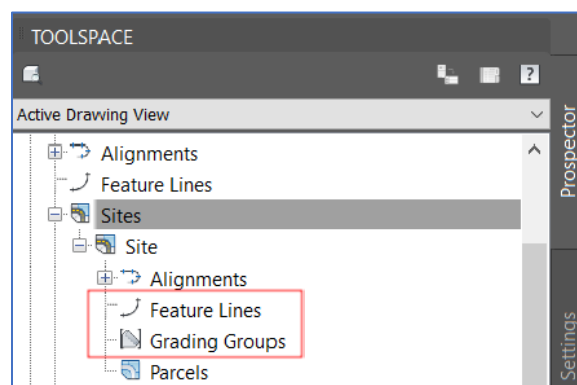 TOOLSPACE
?
Active Drawing View
Alignments
Feature Lines
Sites
Site
Alignments
Feature Lines
Grading Groups
Parcels
Prospector
Settings